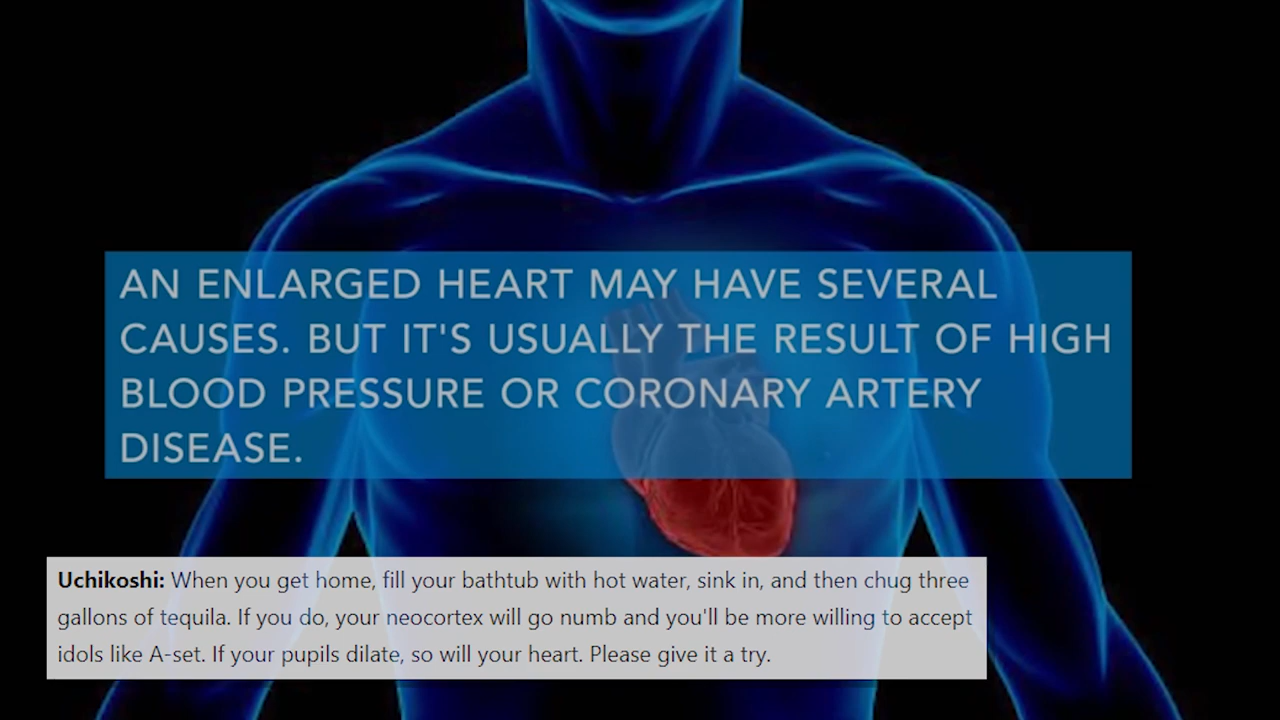 AN ENLARGED HEART MAY HAVE SEVERAL
CAUSES. BUT IT'S USUALLY THE RESULT OF HIGH
BLOOD PRESSURE OR CORONARY ARTERY
DISEASE.
Uchikoshi: When you get home, fill your bathtub with hot water, sink in, and then chug three
gallons of tequila. If you do, your neocortex will go numb and you'll be more willing to accept
idols like A-set. If your pupils dilate, so will your heart. Please give it a try.